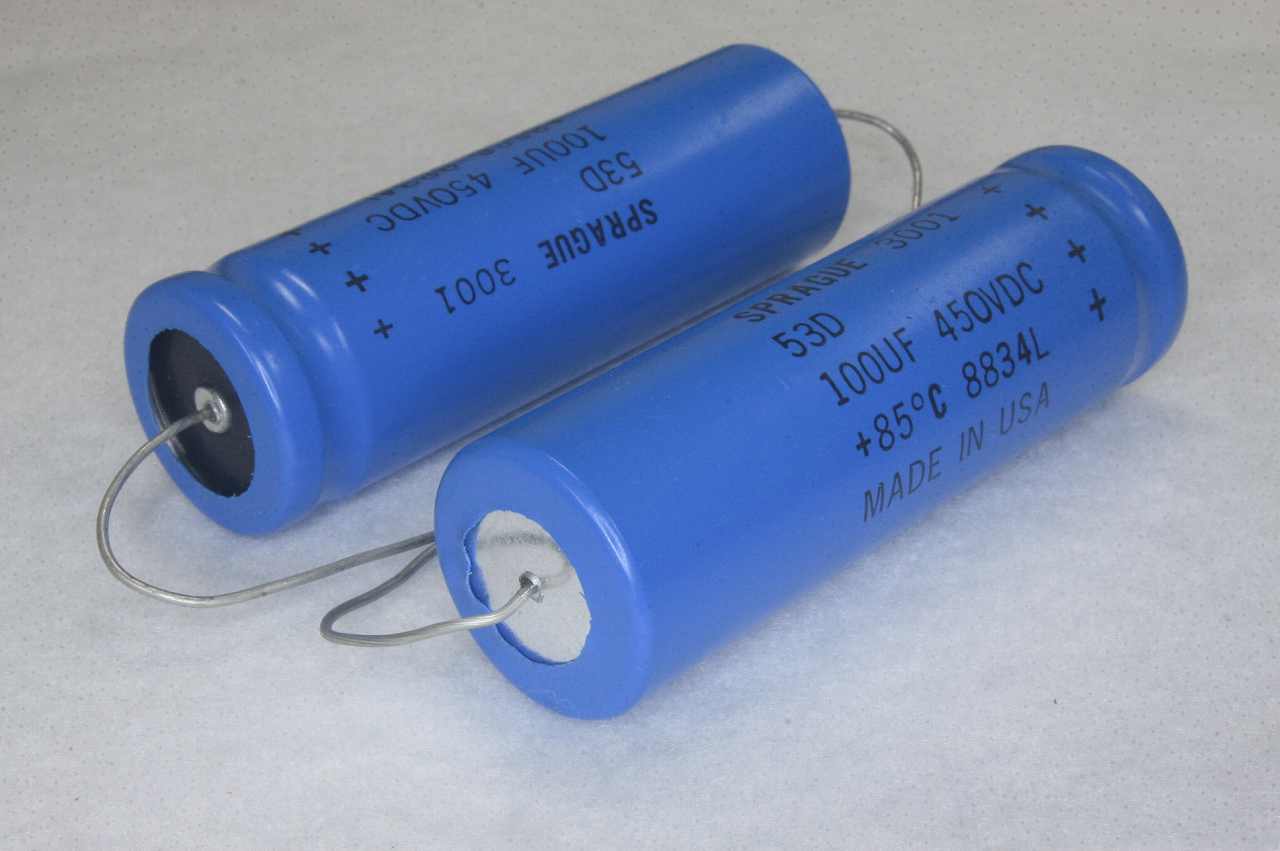 SPRAGUE 3001
53D
100UF 450VDC
SPRAGUE 3001
53D
100UF 450VDC
+85°C 8834L
MADE IN USA
+ + +
+ + + +